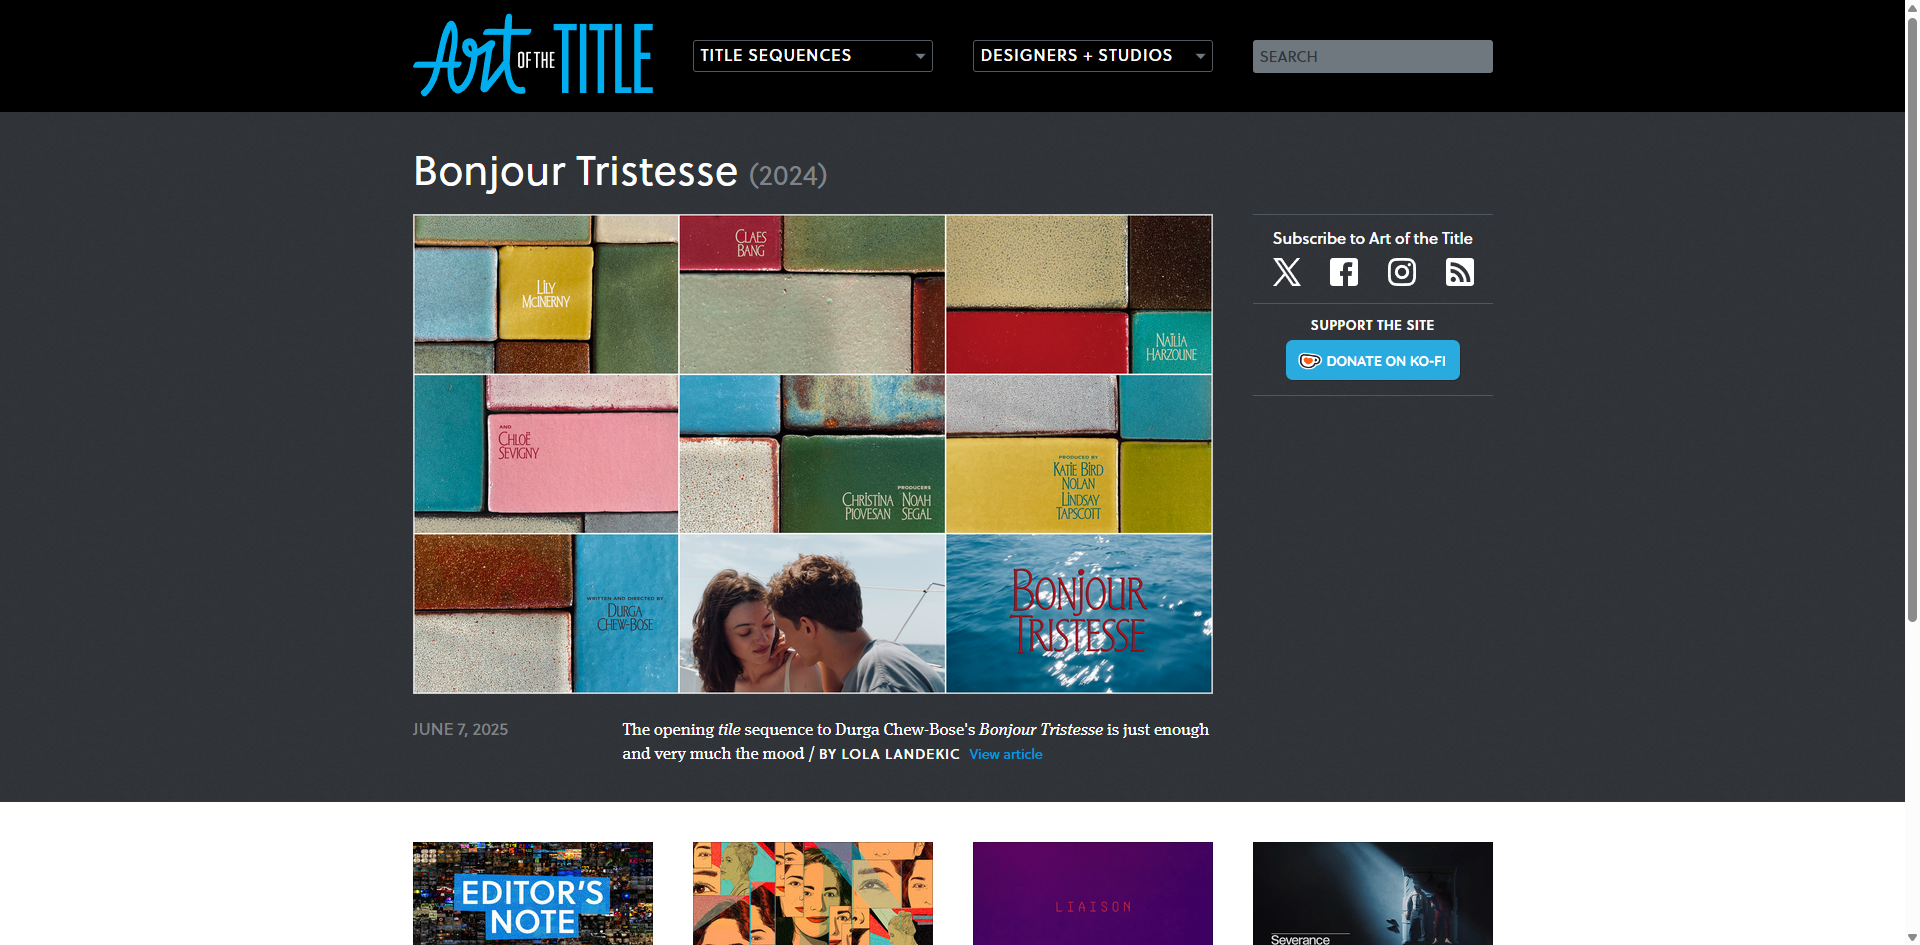 Art OF THE TITLE
TITLE SEQUENCES
DESIGNERS + STUDIOS
SEARCH
Bonjour Tristesse (2024)
LILY
MCINERNY
CLAES
BANG
NAÏLIA
HARZOUNE
AND
CHLOË
SEVIGNY
PRODUCERS
CHRISTINA NOAH
PIOVESAN SEGAL
PRODUCED BY
KATIE BIRD
NOLAN
LINDSAY
TAPSCOTT
WRITTEN AND DIRECTED BY
DURGA
CHEW-BOSE
BONJOUR
TRISTESSE
Subscribe to Art of the Title
SUPPORT THE SITE
DONATE ON KO-FI
JUNE 7, 2025
The opening tile sequence to Durga Chew-Bose's Bonjour Tristesse is just enough
and very much the mood / BY LOLA LANDEKIC View article
EDITOR'S
NOTE
LIAISON
Severance